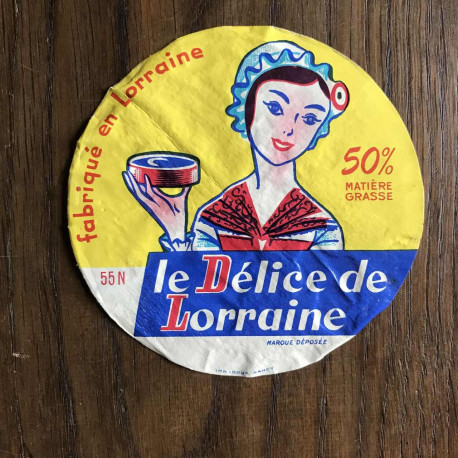 fabriqué en Lorraine
50%
MATIÈRE
GRASSE
55 N
le Délice de
Lorraine
MARQUE DÉPOSÉE